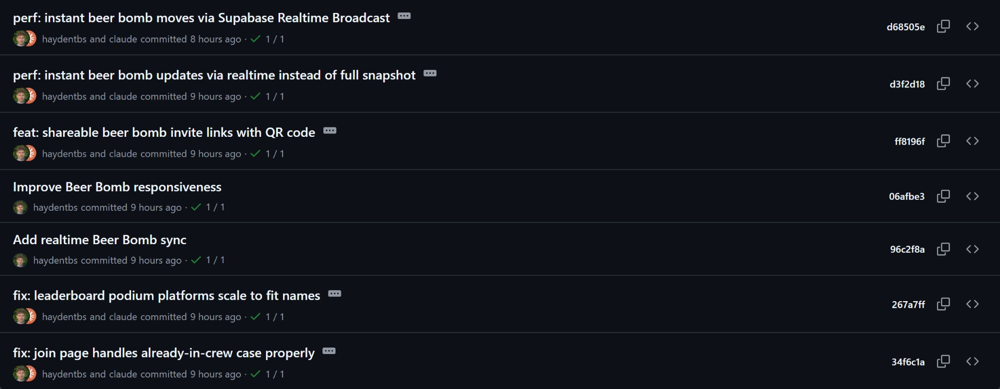 perf: instant beer bomb moves via Supabase Realtime Broadcast
haydentbs and claude committed 8 hours ago · ✓ 1 / 1
d68505e
perf: instant beer bomb updates via realtime instead of full snapshot
haydentbs and claude committed 9 hours ago · ✓ 1 / 1
d3f2d18
feat: shareable beer bomb invite links with QR code
haydentbs and claude committed 9 hours ago · ✓ 1 / 1
ff8196f
Improve Beer Bomb responsiveness
haydentbs committed 9 hours ago · ✓ 1 / 1
06afbe3
Add realtime Beer Bomb sync
haydentbs committed 9 hours ago · ✓ 1 / 1
96c2f8a
fix: leaderboard podium platforms scale to fit names
haydentbs and claude committed 9 hours ago · ✓ 1 / 1
267a7ff
fix: join page handles already-in-crew case properly
haydentbs and claude committed 9 hours ago · ✓ 1 / 1
34f6c1a